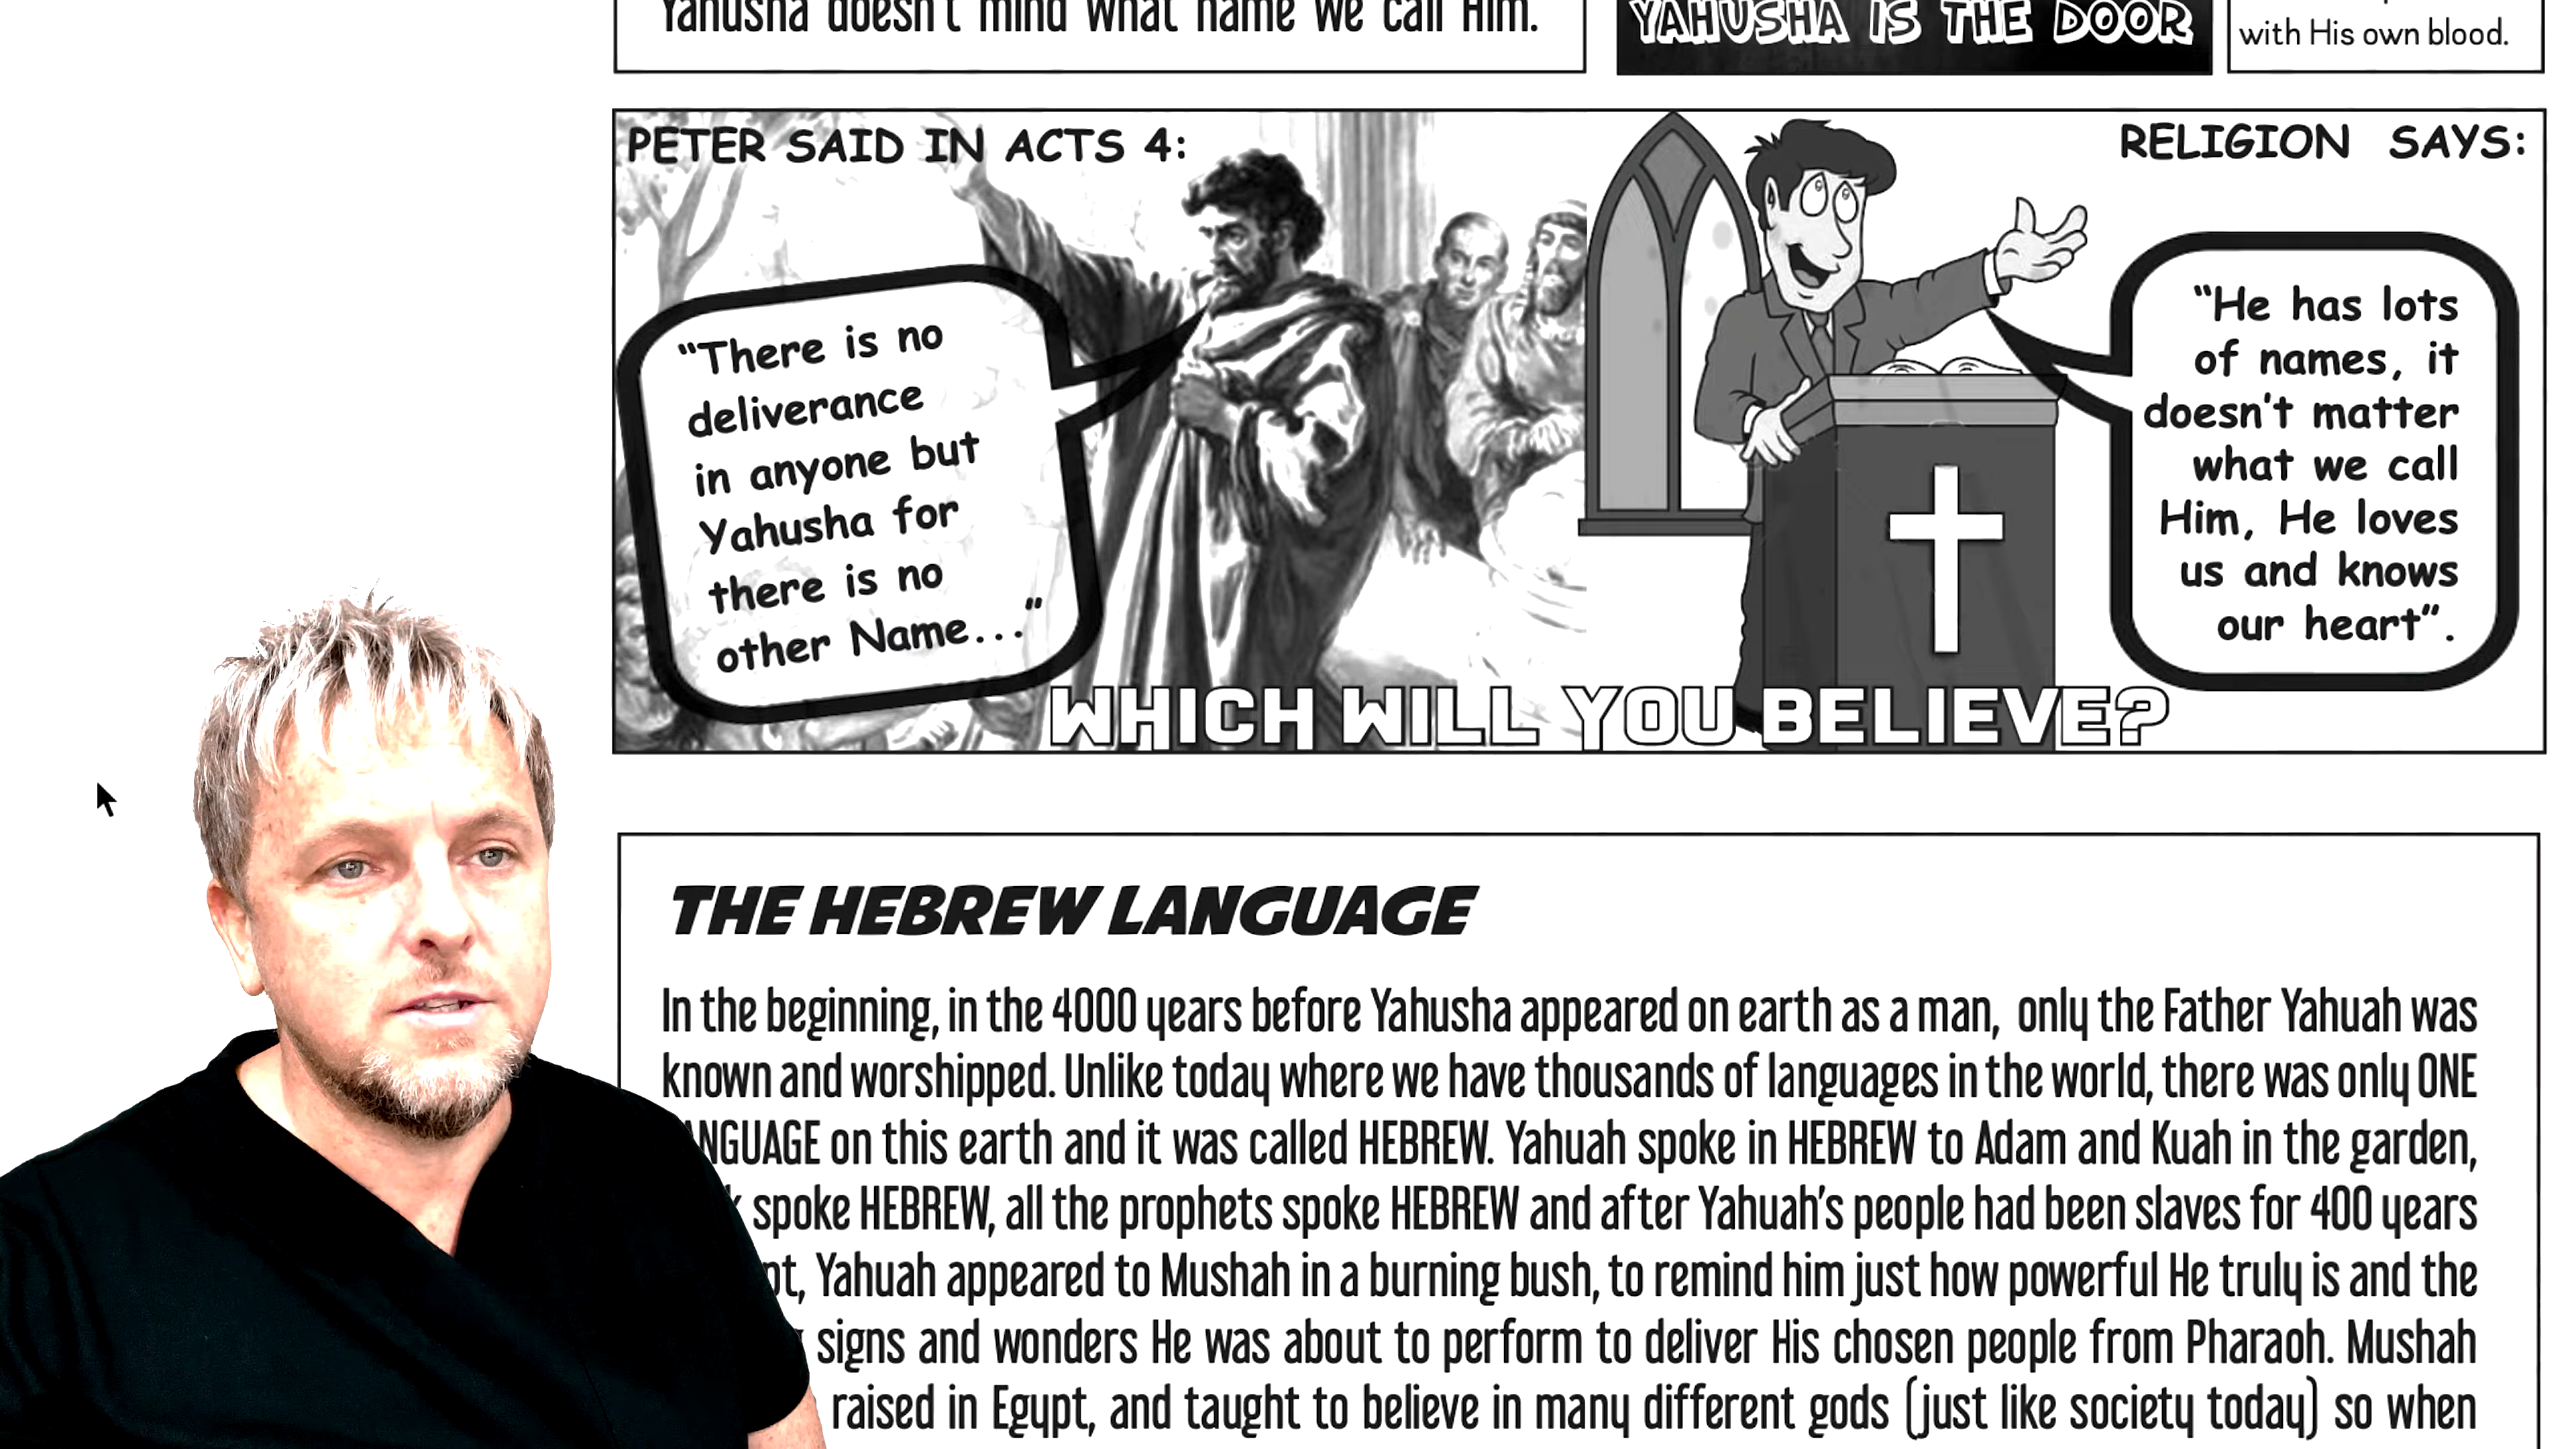 Yahusha doesn't mind what name we call Him.
YAHUSHA IS THE DOOR
with His own blood.
PETER SAID IN ACTS 4:
"There is no
deliverance
in anyone but
Yahusha for
there is no
other Name..."
RELIGION SAYS:
"He has lots
of names, it
doesn't matter
what we call
Him, He loves
us and knows
our heart".
WHICH WILL YOU BELIEVE?
THE HEBREW LANGUAGE
In the beginning, in the 4000 years before Yahusha appeared on earth as a man, only the Father Yahuah was
known and worshipped. Unlike today where we have thousands of languages in the world, there was only ONE
ANGUAGE on this earth and it was called HEBREW. Yahuah spoke in HEBREW to Adam and Kuah in the garden,
spoke HEBREW, all the prophets spoke HEBREW and after Yahuah's people had been slaves for 400 years
pt, Yahuah appeared to Mushah in a burning bush, to remind him just how powerful He truly is and the
signs and wonders He was about to perform to deliver His chosen people from Pharaoh. Mushah
raised in Egypt, and taught to believe in many different gods (just like society today) so when